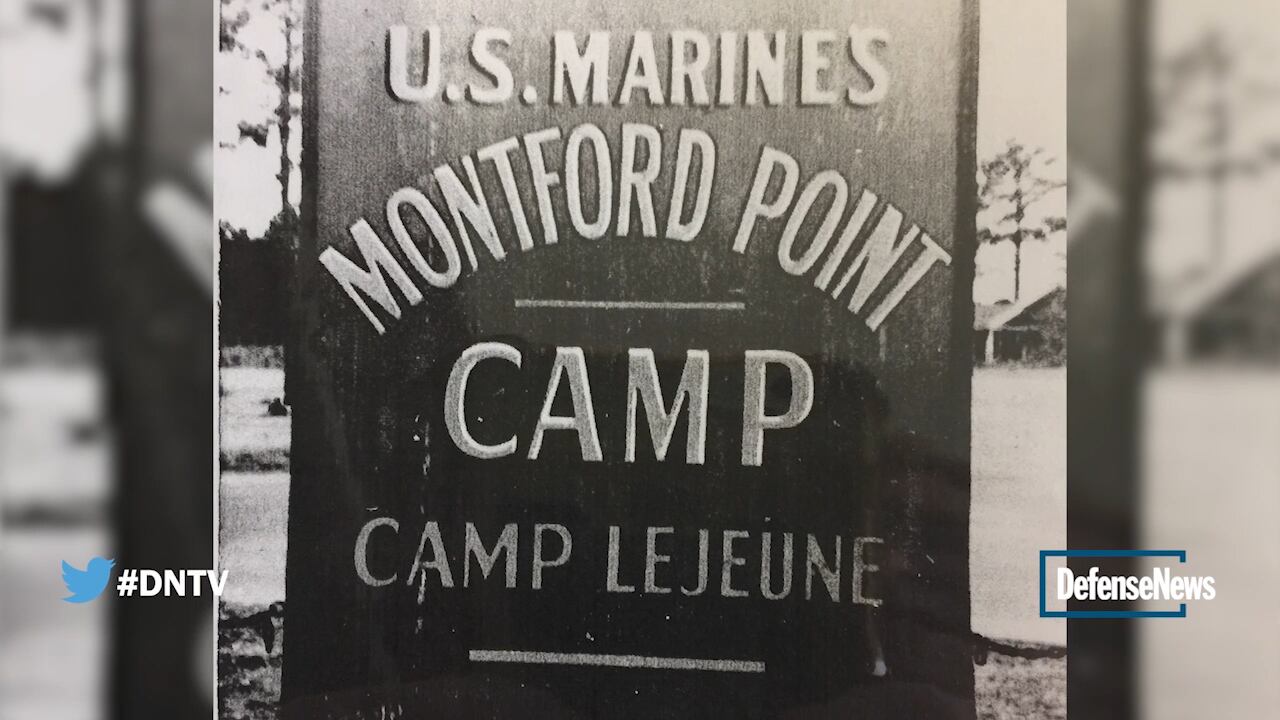 U.S. MARINES
MONTFORD POINT
CAMP
CAMP LEJEUNE
#DNTV
DefenseNews